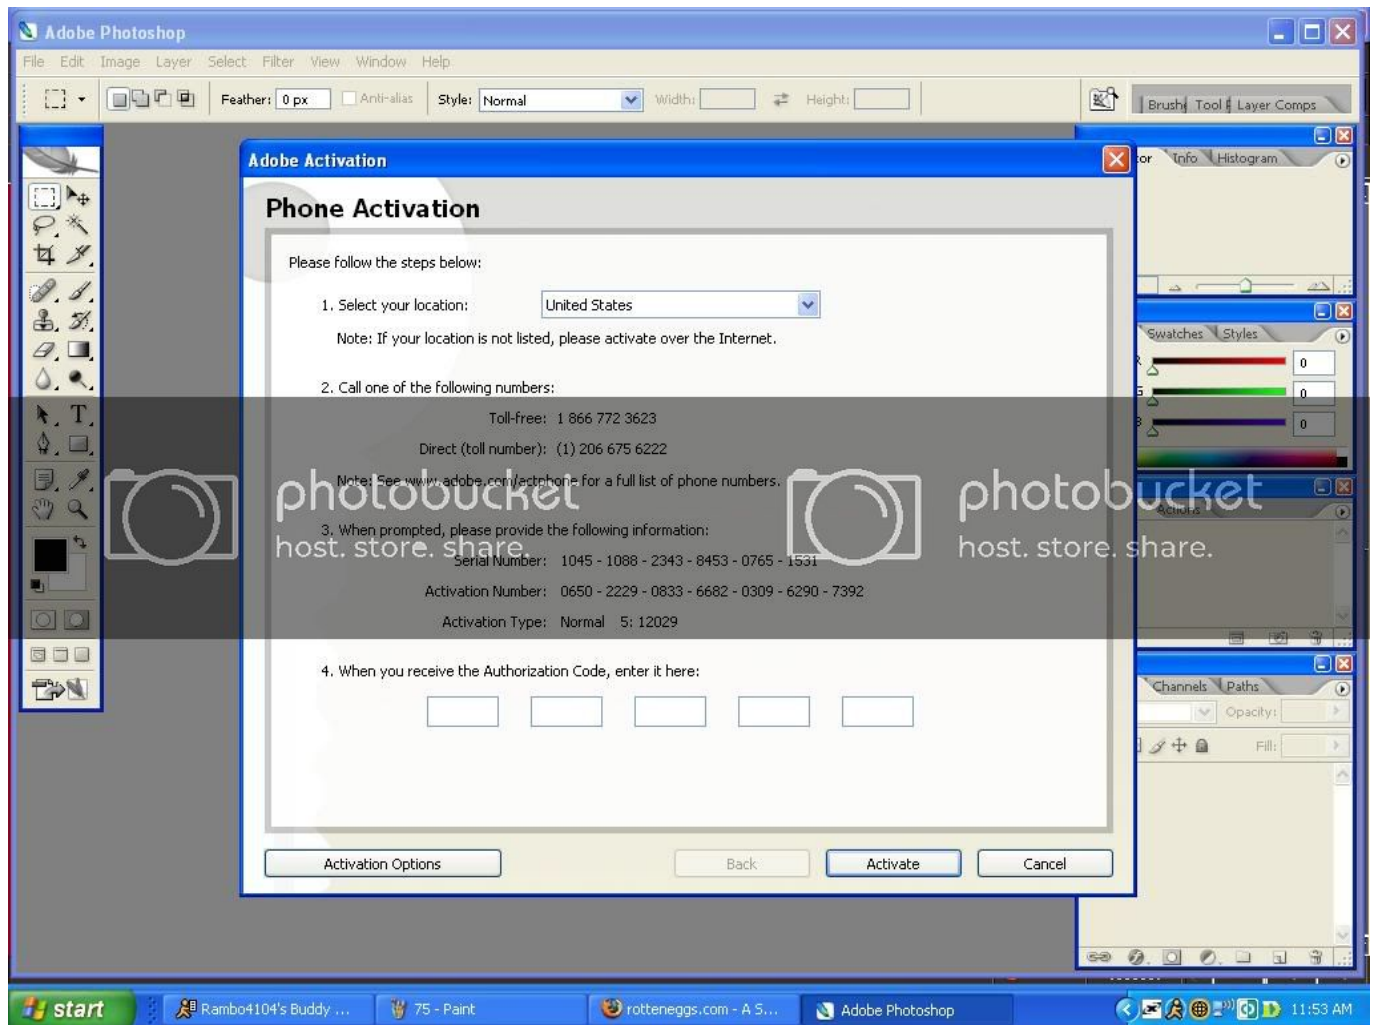 Adobe Photoshop
File Edit Image Layer Select Filter View Window Help
Feather: 0 px Anti-alias Style: Normal Width: Height: Brush Tool Layer Comps
Adobe Activation
Info Histogram
Phone Activation
Please follow the steps below:
1. Select your location: United States
Note: If your location is not listed, please activate over the Internet.
Swatches Styles
0
2. Call one of the following numbers:
0
Toll-free: 1 866 772 3623
0
Direct (toll number): (1) 206 675 6222
Note: See www.adobe.com/actphone for a full list of phone numbers.
photobucket photobucket
Actions
3. When prompted, please provide the following information:
host. store. share. host. store. share.
Serial Number: 1045 - 1088 - 2343 - 8453 - 0765 - 1531
Activation Number: 0650 - 2229 - 0833 - 6682 - 0309 - 6290 - 7392
Activation Type: Normal 5: 12029
4. When you receive the Authorization Code, enter it here:
Channels Paths
Opacity:
Fill:
Activation Options Back Activate Cancel
start Rambo4104's Buddy ... 75 - Paint rotteneggs.com - A S... Adobe Photoshop 11:53 AM